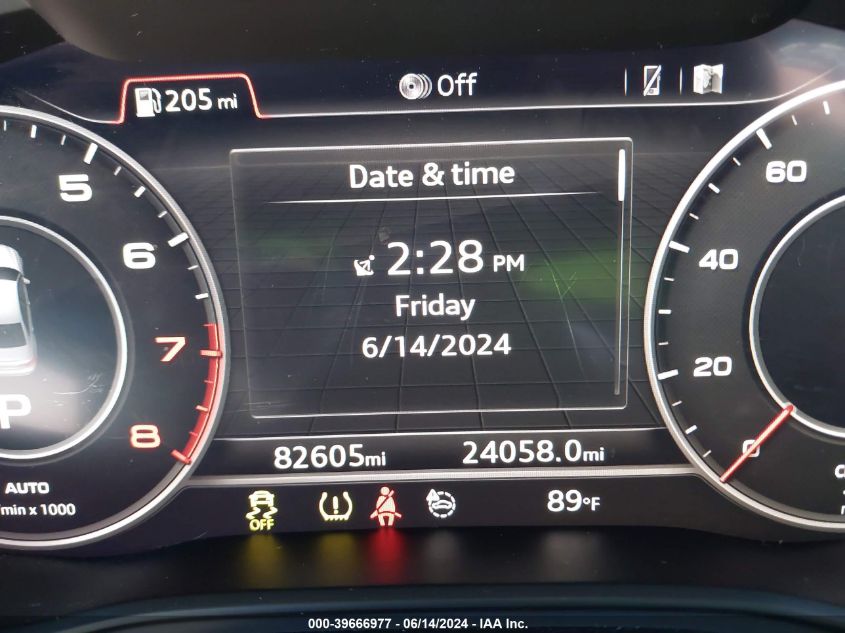 205 mi
Off
Date & time
2:28 PM
Friday
6/14/2024
5
6
7
8
P
AUTO
/min x 1000
60
40
20
0
82605mi
24058.0mi
OFF
89°F
000-39666977 - 06/14/2024 - IAA Inc.